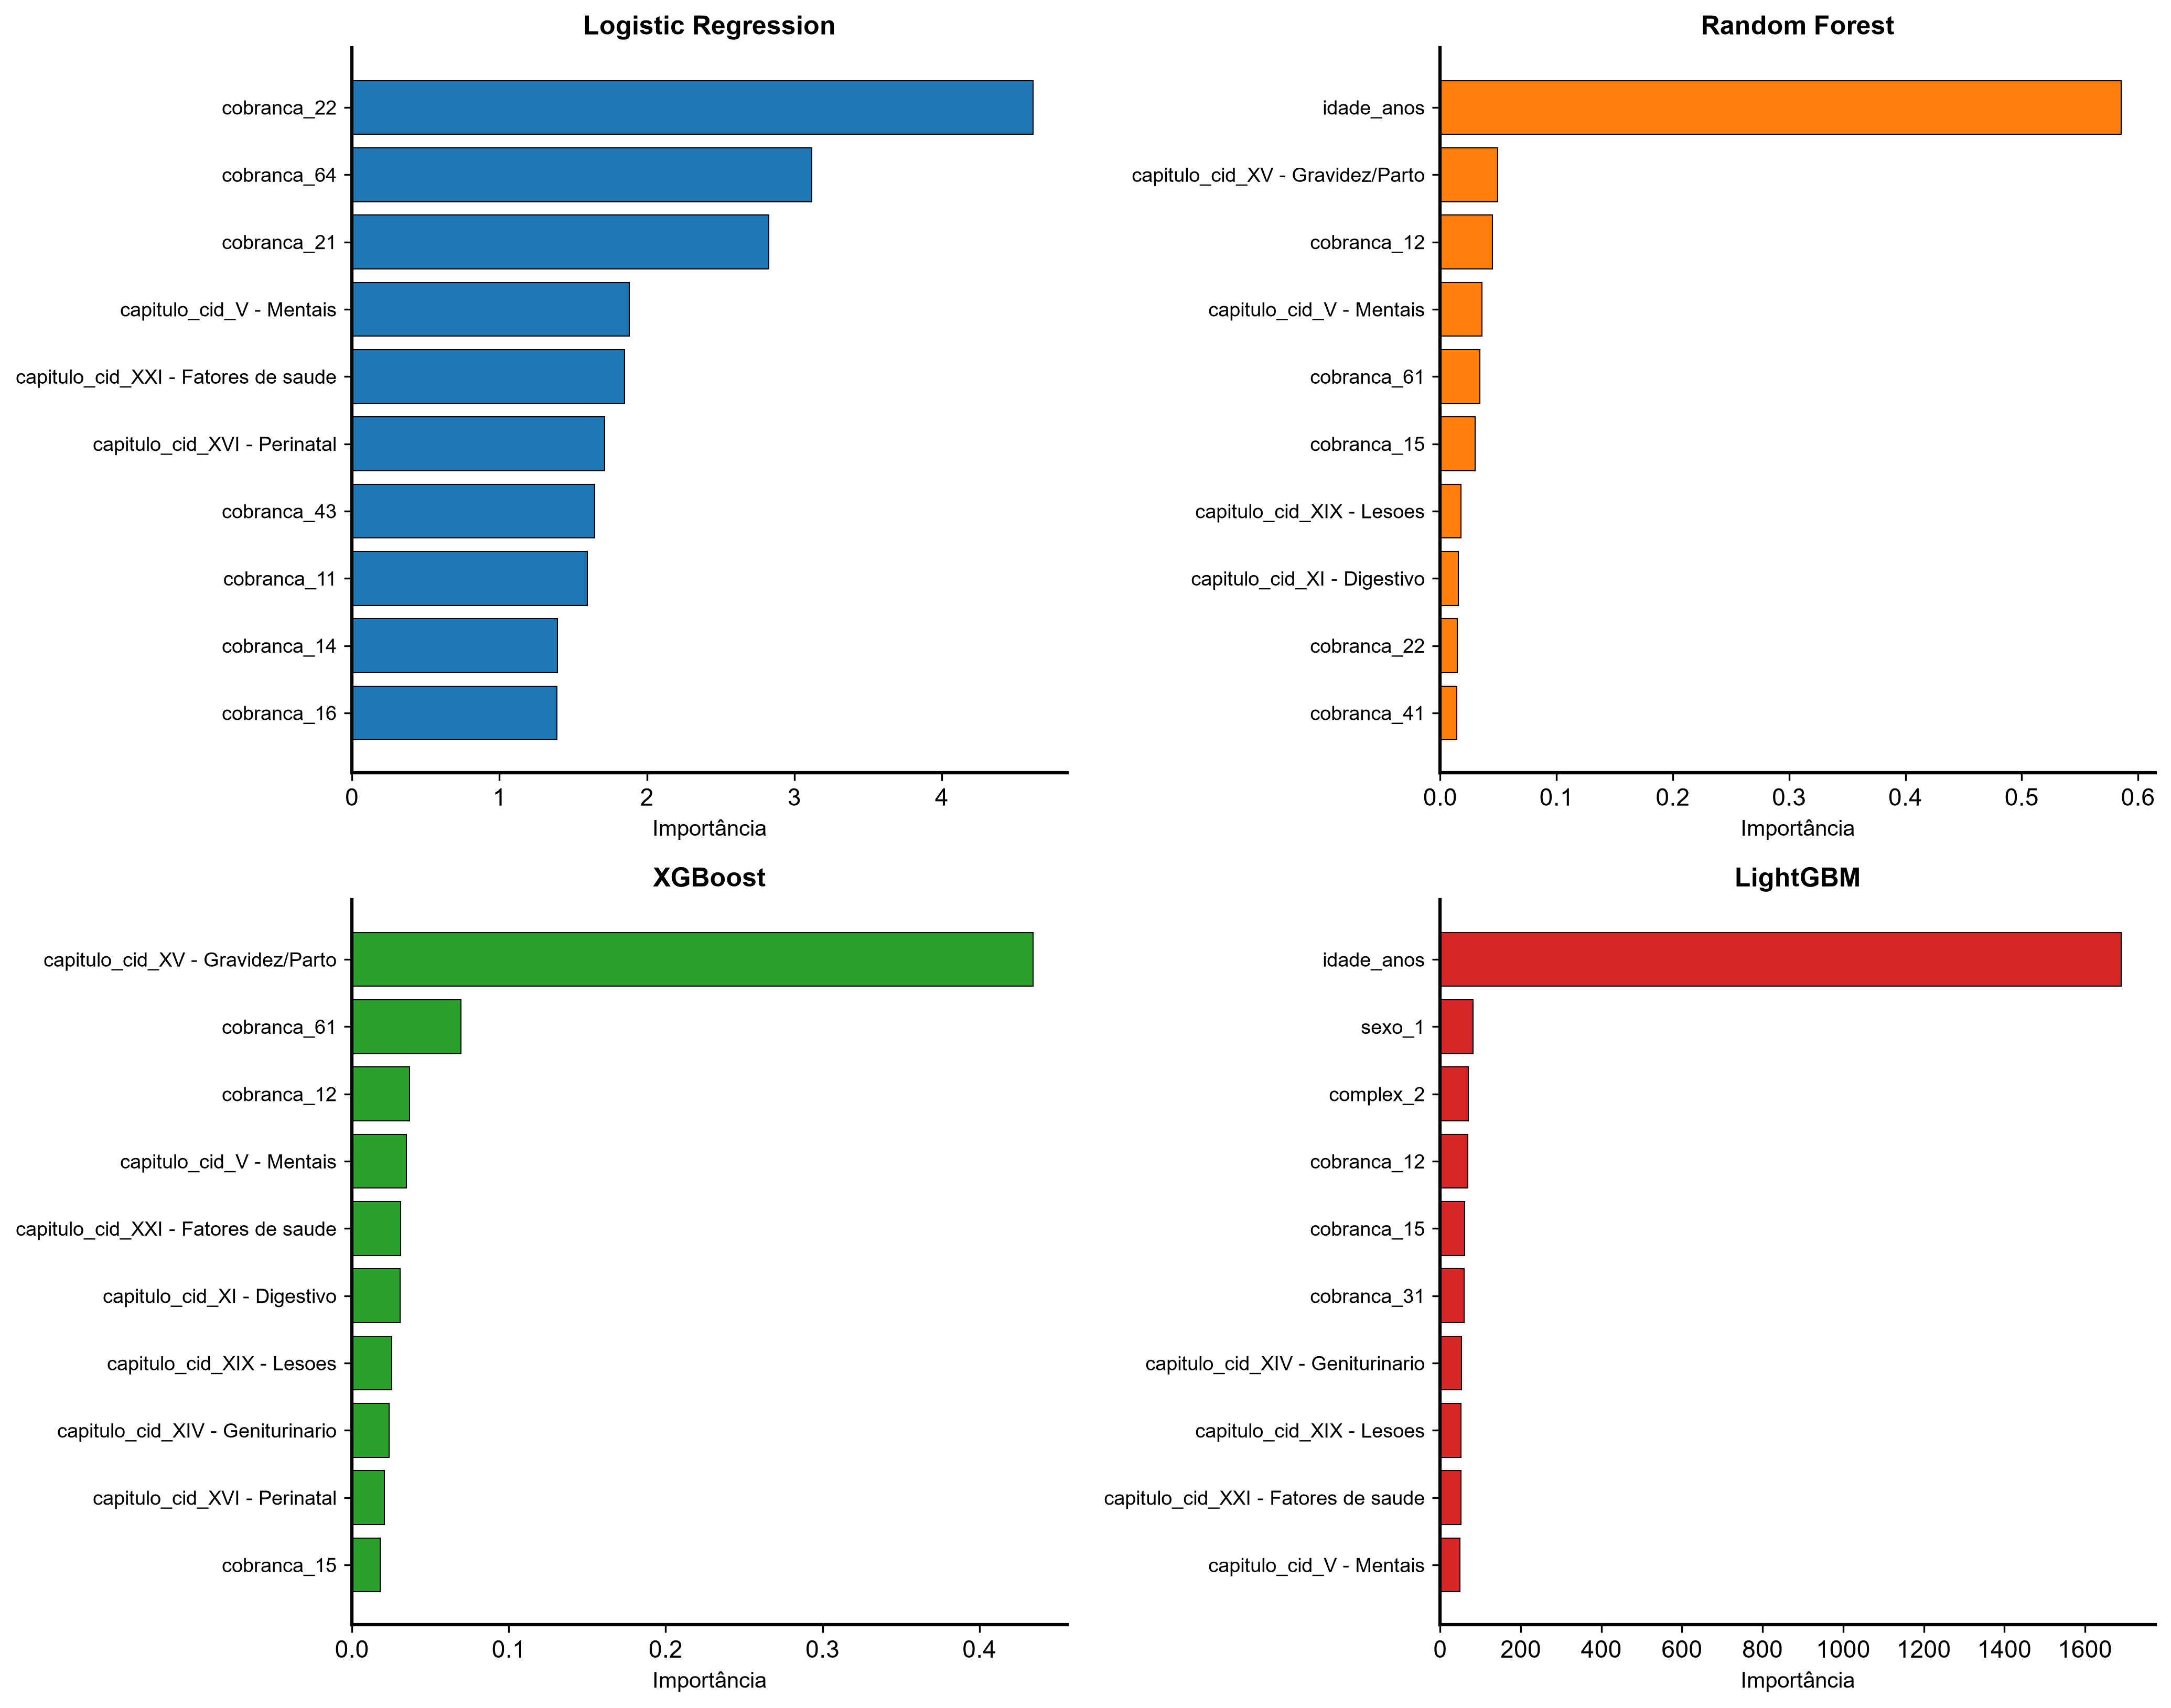 Logistic Regression
cobranca_22
cobranca_64
cobranca_21
capitulo_cid_V - Mentais
capitulo_cid_XXI - Fatores de saude
capitulo_cid_XVI - Perinatal
cobranca_43
cobranca_11
cobranca_14
cobranca_16
0 1 2 3 4
Importância
Random Forest
idade_anos
capitulo_cid_XV - Gravidez/Parto
cobranca_12
capitulo_cid_V - Mentais
cobranca_61
cobranca_15
capitulo_cid_XIX - Lesoes
capitulo_cid_XI - Digestivo
cobranca_22
cobranca_41
0.0 0.1 0.2 0.3 0.4 0.5 0.6
Importância
XGBoost
capitulo_cid_XV - Gravidez/Parto
cobranca_61
cobranca_12
capitulo_cid_V - Mentais
capitulo_cid_XXI - Fatores de saude
capitulo_cid_XI - Digestivo
capitulo_cid_XIX - Lesoes
capitulo_cid_XIV - Geniturinario
capitulo_cid_XVI - Perinatal
cobranca_15
0.0 0.1 0.2 0.3 0.4
Importância
LightGBM
idade_anos
sexo_1
complex_2
cobranca_12
cobranca_15
cobranca_31
capitulo_cid_XIV - Geniturinario
capitulo_cid_XIX - Lesoes
capitulo_cid_XXI - Fatores de saude
capitulo_cid_V - Mentais
0 200 400 600 800 1000 1200 1400 1600
Importância